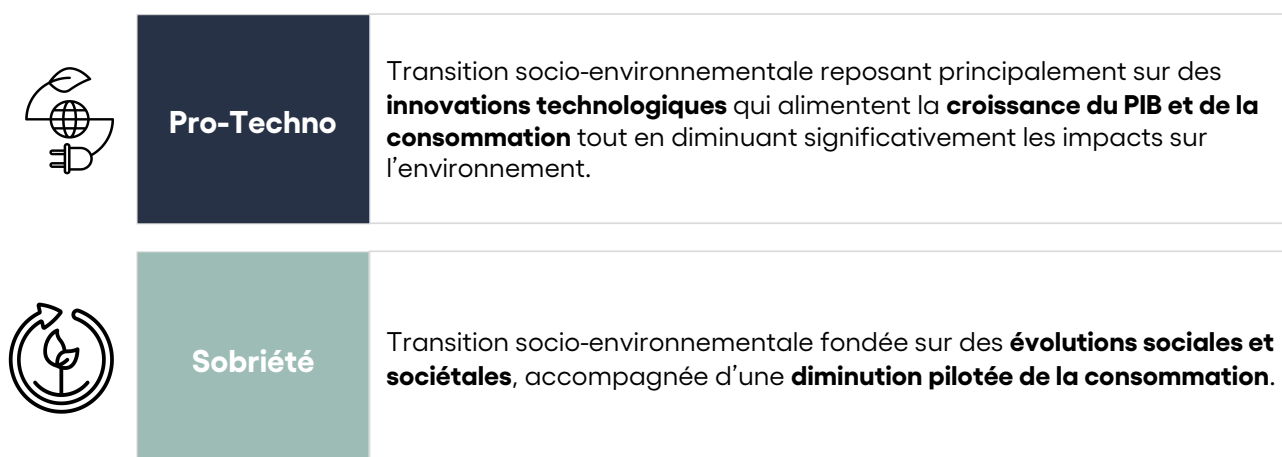 Pro-Techno
Transition socio-environnementale reposant principalement sur des
innovations technologiques qui alimentent la croissance du PIB et de la
consommation tout en diminuant significativement les impacts sur
l'environnement.
Sobriété
Transition socio-environnementale fondée sur des évolutions sociales et
sociétales, accompagnée d'une diminution pilotée de la consommation.